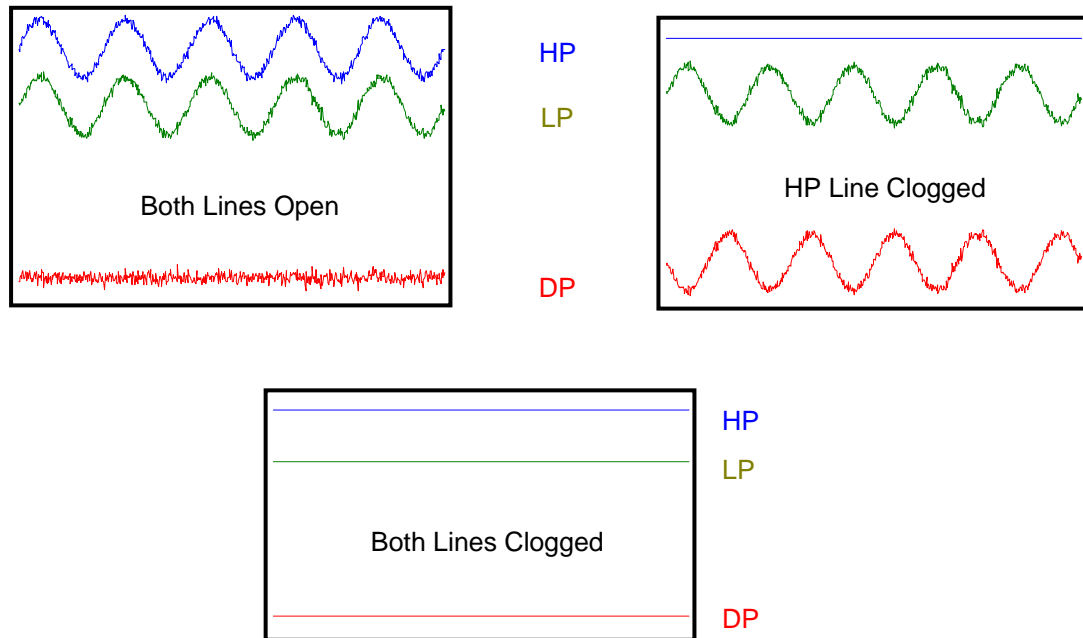 HP
LP
Both Lines Open
DP
HP Line Clogged
HP
LP
Both Lines Clogged
DP